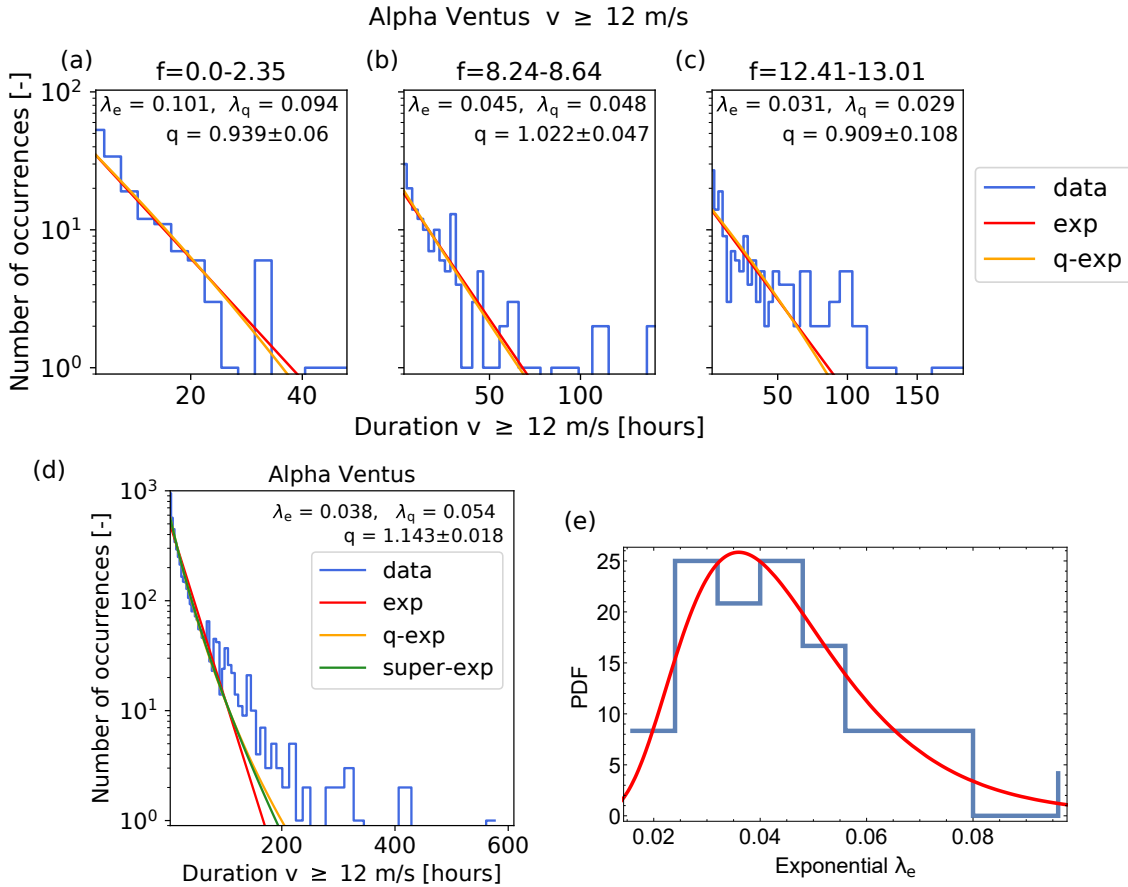 Alpha Ventus v ≥ 12 m/s
(a)
f=0.0-2.35
(b)
f=8.24-8.64
(c)
f=12.41-13.01
λe = 0.101, λq = 0.094
q = 0.939±0.06
λe = 0.045, λq = 0.048
q = 1.022±0.047
λe = 0.031, λq = 0.029
q = 0.909±0.108
Number of occurrences [-]
10²
10¹
10⁰
20
40
50
100
50
100
150
Duration v ≥ 12 m/s [hours]
data
exp
q-exp
(d)
Alpha Ventus
λe = 0.038, λq = 0.054
q = 1.143±0.018
data
exp
q-exp
super-exp
Number of occurrences [-]
10³
10²
10¹
10⁰
0
200
400
600
Duration v ≥ 12 m/s [hours]
(e)
PDF
25
20
15
10
5
0
0.02
0.04
0.06
0.08
Exponential λe